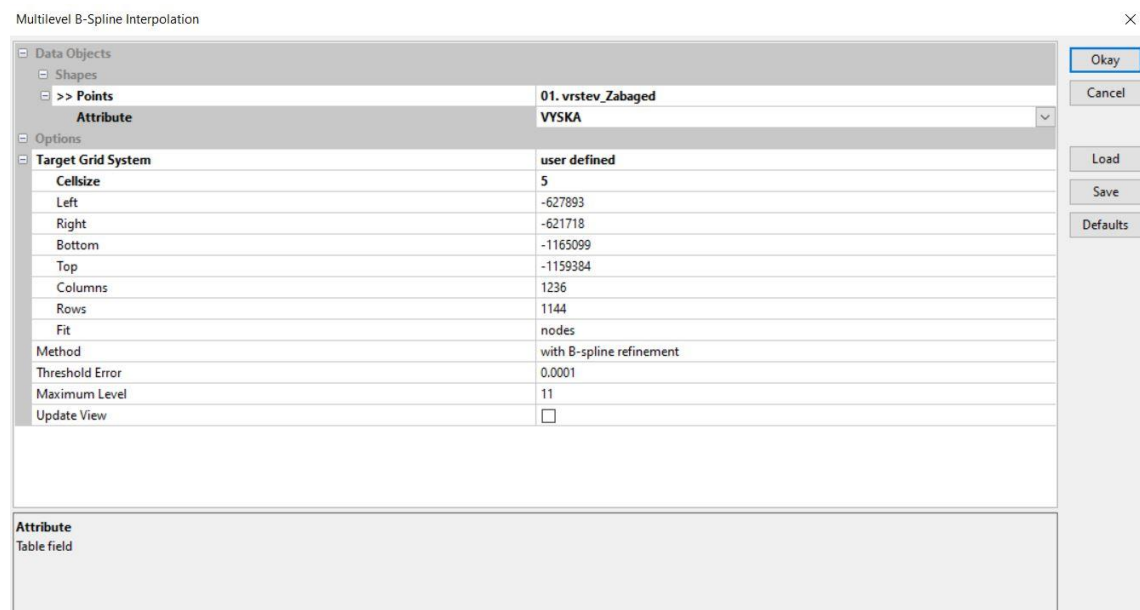 Multilevel B-Spline Interpolation
Data Objects
Shapes
>> Points 01. vrstev_Zabaged
Attribute VYSKA
Options
Target Grid System user defined
Cellsize 5
Left -627893
Right -621718
Bottom -1165099
Top -1159384
Columns 1236
Rows 1144
Fit nodes
Method with B-spline refinement
Threshold Error 0.0001
Maximum Level 11
Update View
Okay
Cancel
Load
Save
Defaults
Attribute
Table field